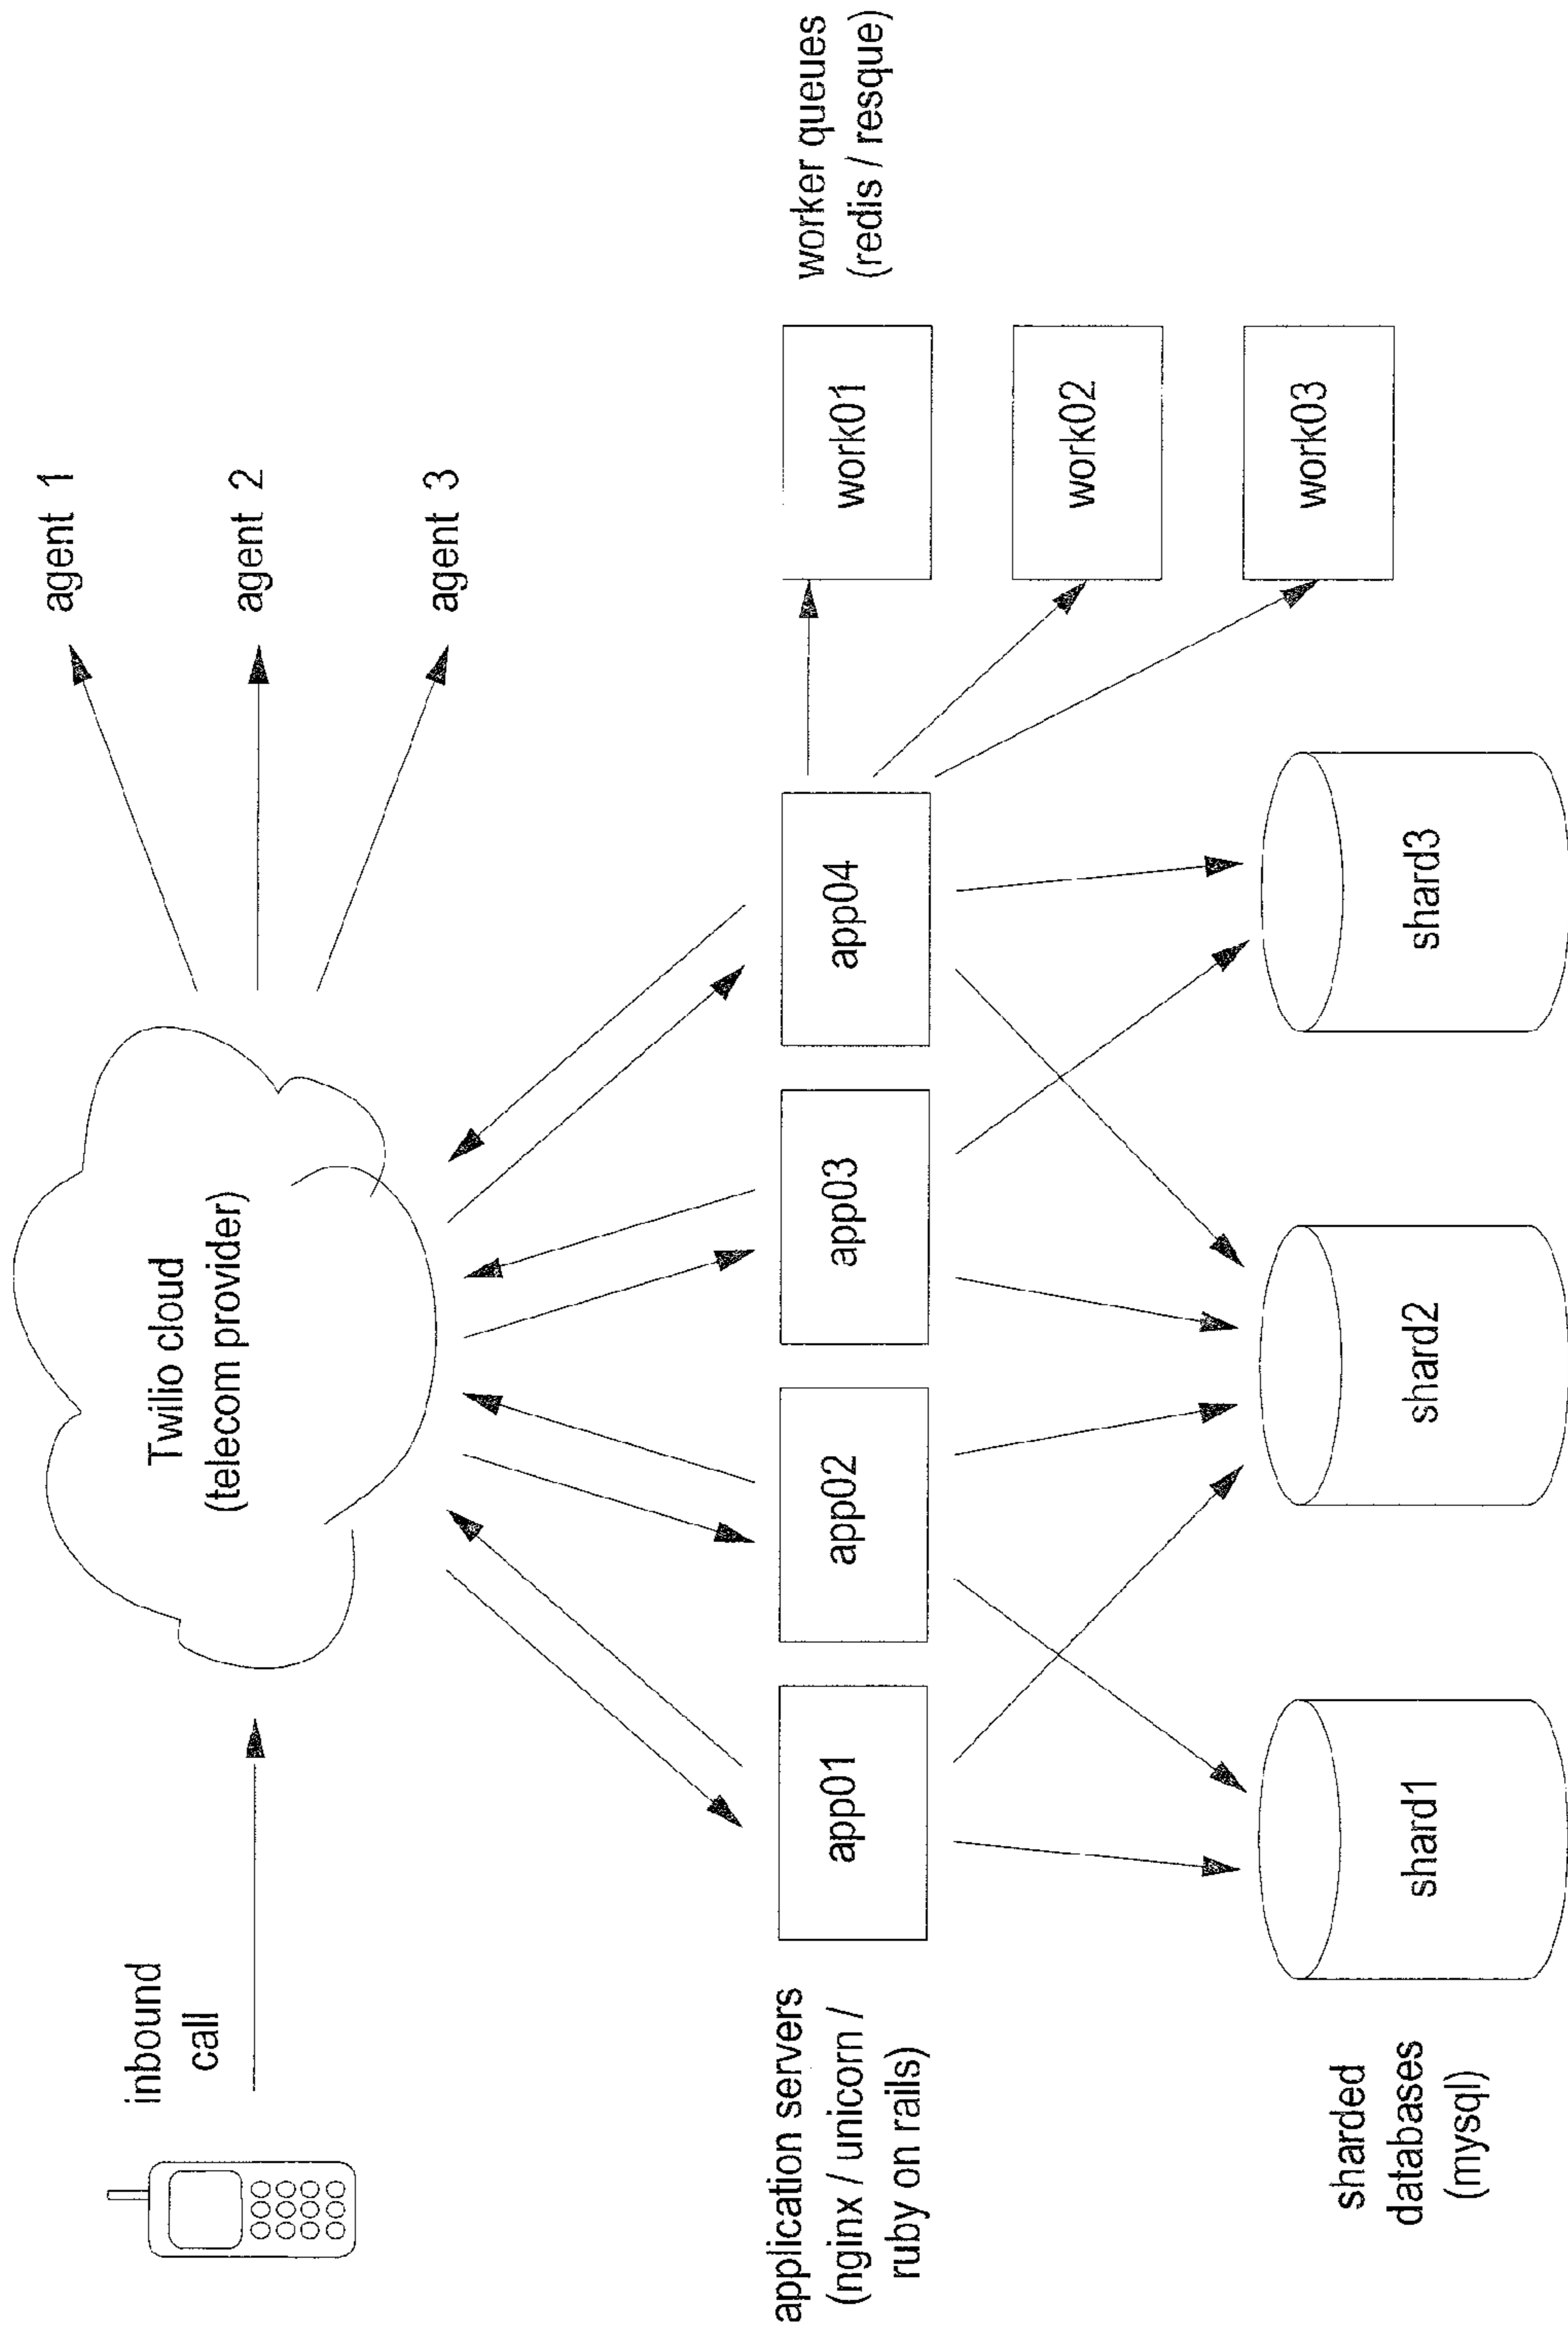 inbound
call
Twilio cloud
(telecom provider)
agent 1
agent 2
agent 3
application servers
(nginx / unicorn /
ruby on rails)
app01
app02
app03
app04
work01
work02
work03
worker queues
(redis / resque)
sharded
databases
(mysql)
shard1
shard2
shard3